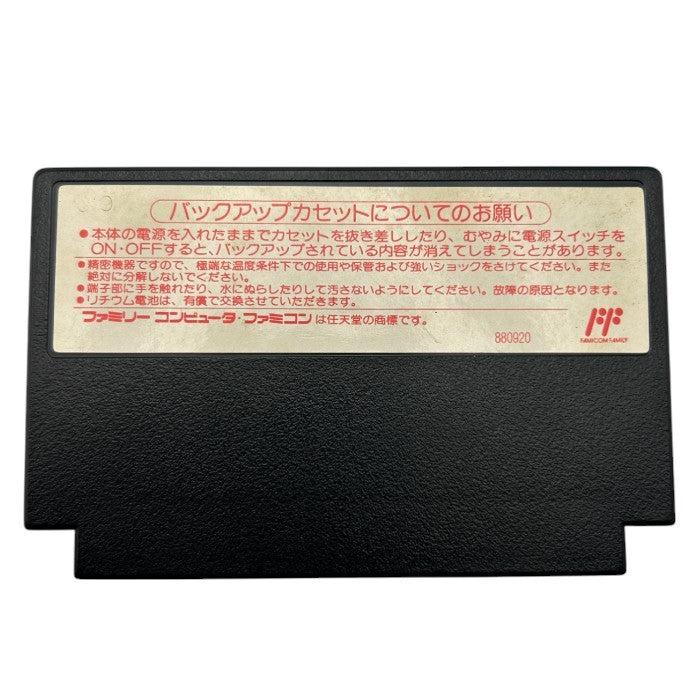 バックアップカセットについてのお願い
●本体の電源を入れたままでカセットを抜き差ししたり、むやみに電源スイッチを
ON・OFFすると、バックアップされている内容が消えてしまうことがあります。
●精密機器ですので、極端な温度条件下での使用や保管および強いショックをさけてください。また
絶対に分解しないでください。
●端子部に手を触れたり、水にぬらしたりして汚さないようにしてください。故障の原因となります。
●リチウム電池は、有償で交換させていただきます。
ファミリー コンピュータ・ファミコン は任天堂の商標です。
880920
FF
FAMICOM FAMILY